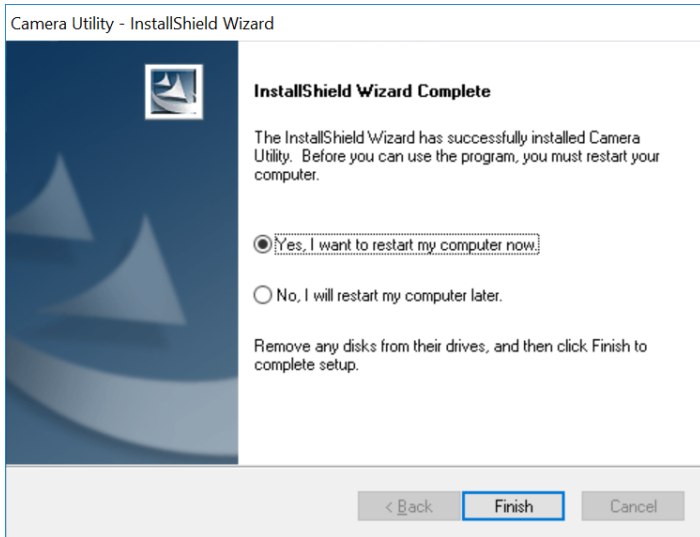 Camera Utility - InstallShield Wizard
InstallShield Wizard Complete
The InstallShield Wizard has successfully installed Camera
Utility.  Before you can use the program, you must restart your
computer.
Yes, I want to restart my computer now.
No, I will restart my computer later.
Remove any disks from their drives, and then click Finish to
complete setup.
< Back
Finish
Cancel